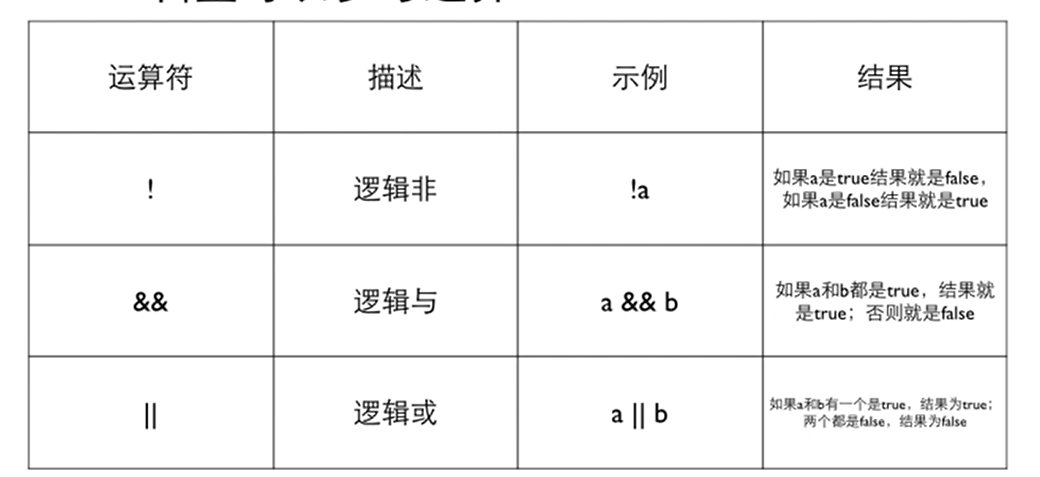 运算符 描述 示例 结果
! 逻辑非 !a 如果a是true结果就是false，
如果a是false结果就是true
&& 逻辑与 a && b 如果a和b都是true，结果就
是true；否则就是false
|| 逻辑或 a || b 如果a和b有一个是true，结果为true；
两个都是false，结果为false